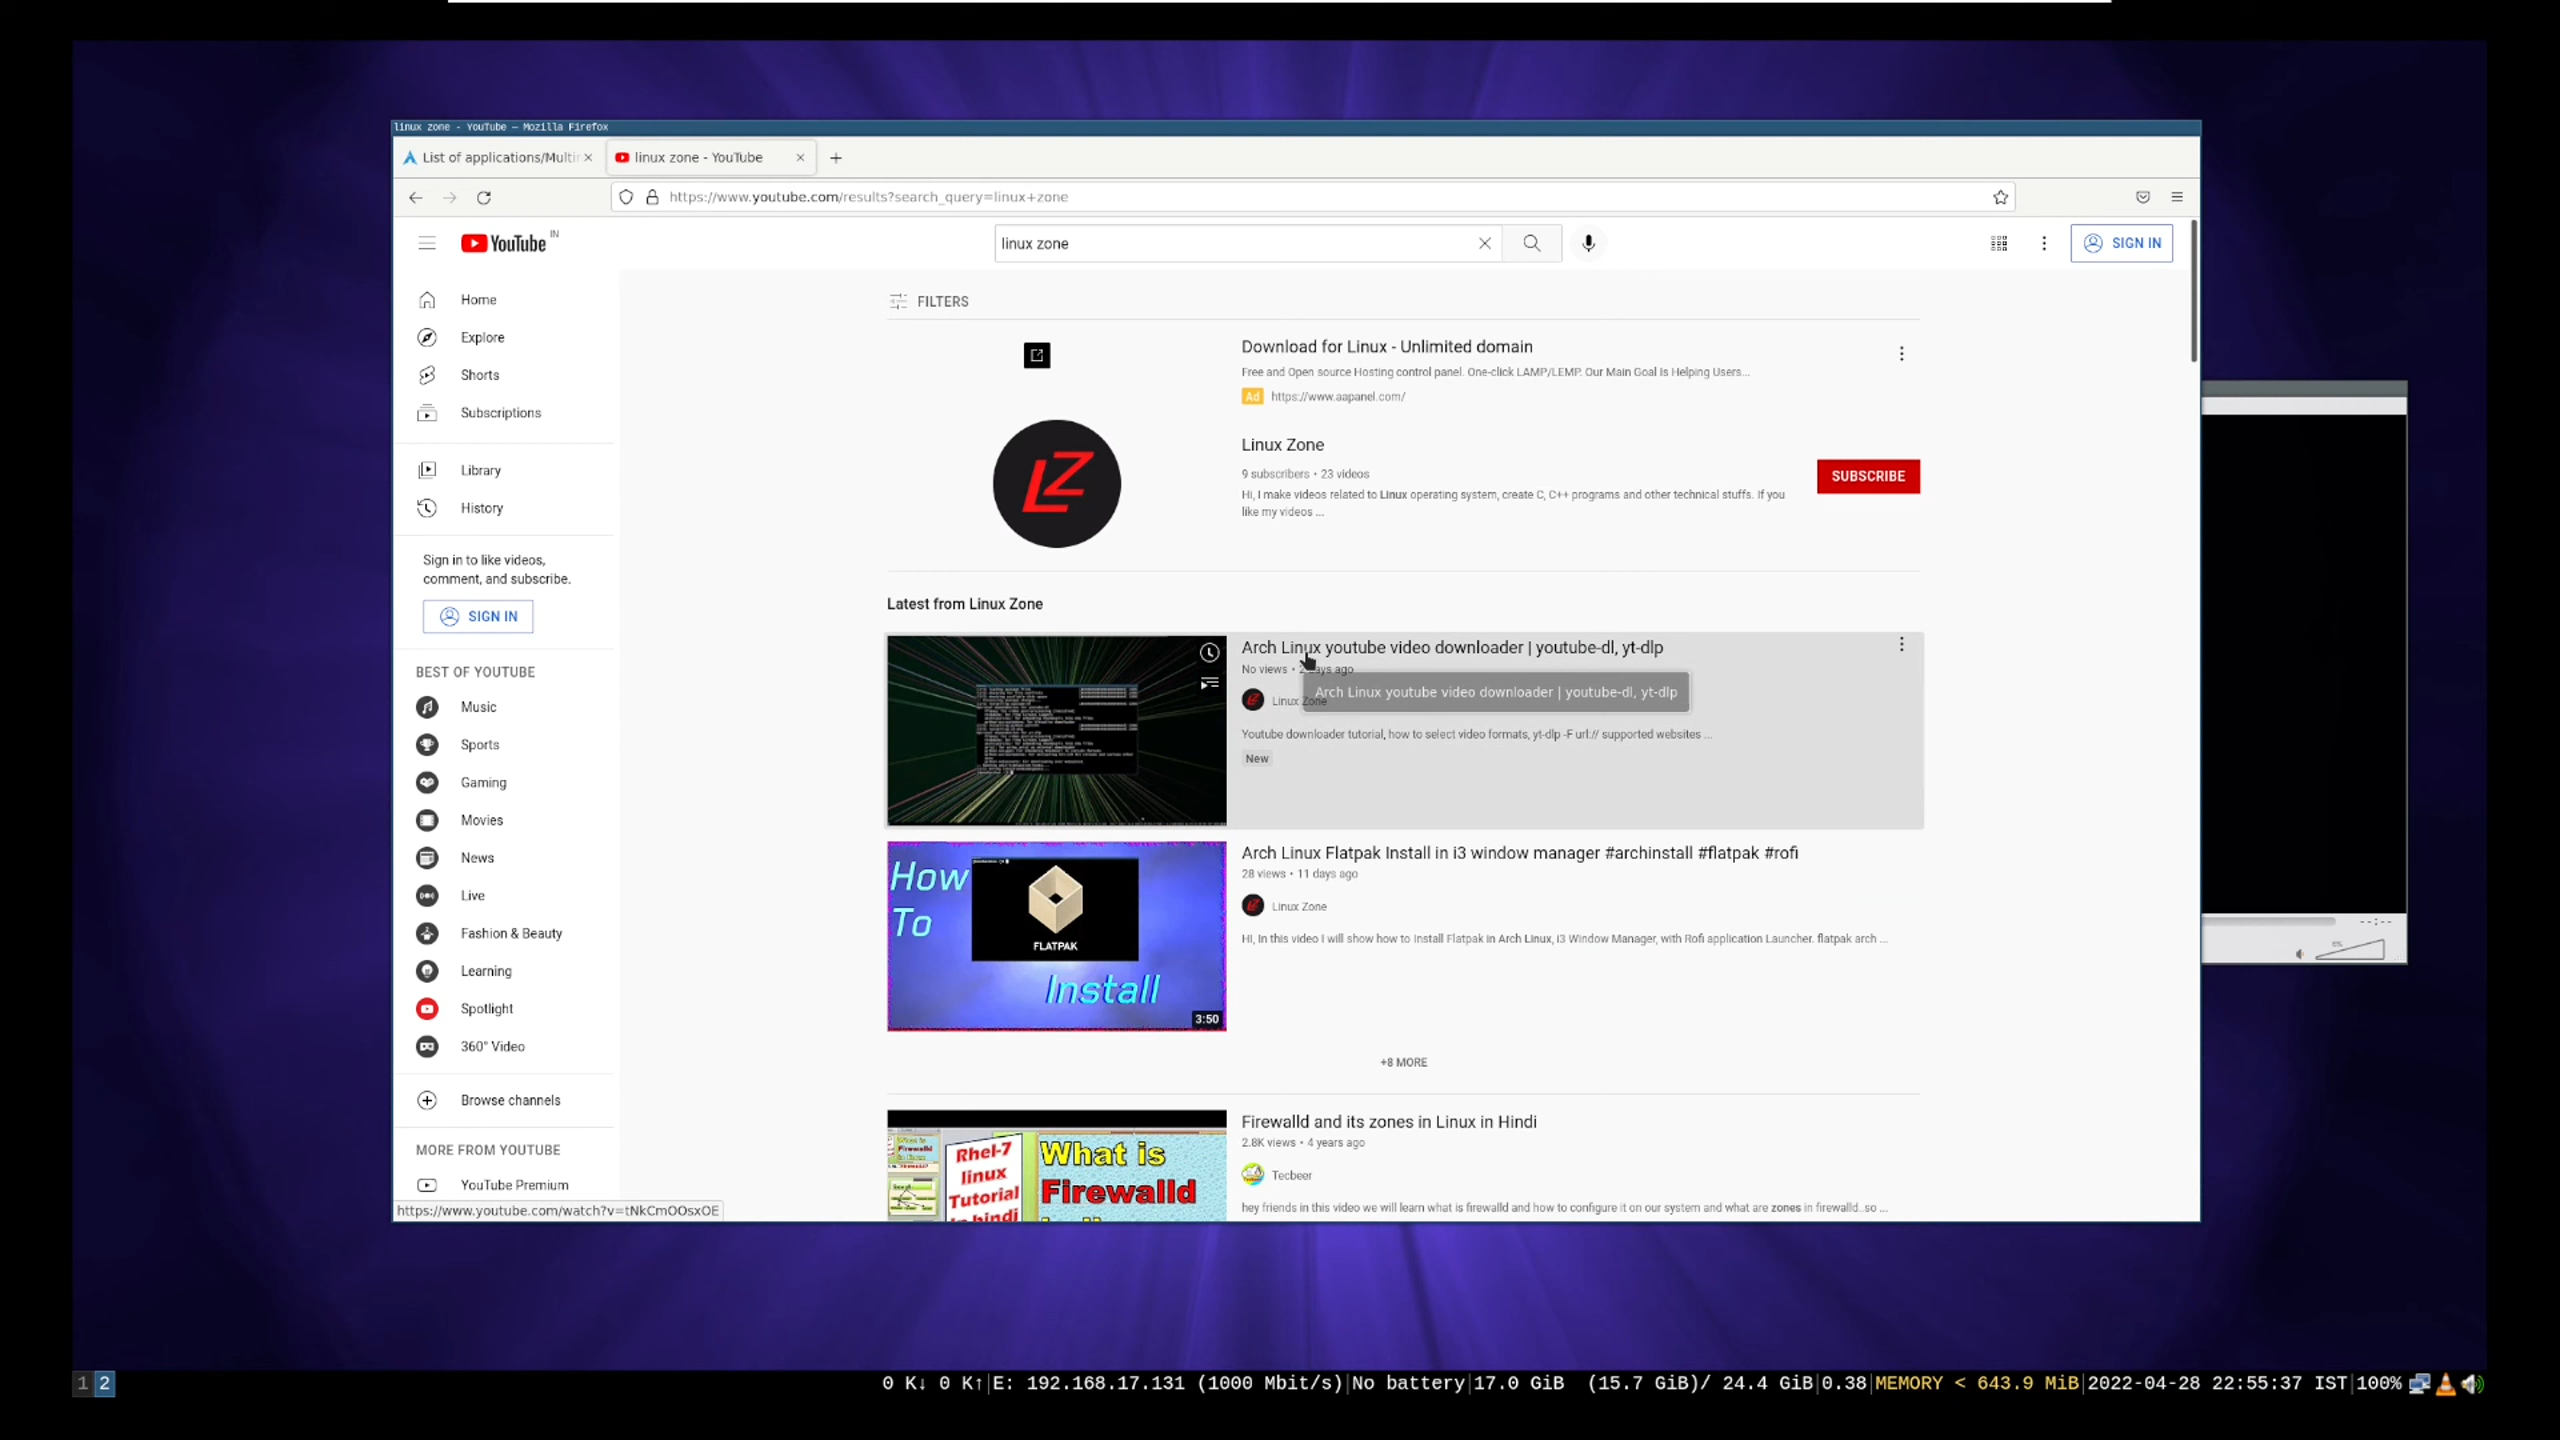 linux zone - YouTube — Mozilla Firefox
List of applications/Multi
linux zone - YouTube
https://www.youtube.com/results?search_query=linux+zone
YouTube IN
linux zone
SIGN IN
Home
Explore
Shorts
Subscriptions
Library
History
Sign in to like videos,
comment, and subscribe.
SIGN IN
BEST OF YOUTUBE
Music
Sports
Gaming
Movies
News
Live
Fashion & Beauty
Learning
Spotlight
360° Video
Browse channels
MORE FROM YOUTUBE
YouTube Premium
https://www.youtube.com/watch?v=tNkCmOOsxOE
FILTERS
Download for Linux - Unlimited domain
Free and Open source Hosting control panel. One-click LAMP/LEMP. Our Main Goal Is Helping Users...
Ad https://www.aapanel.com/
LZ
Linux Zone
9 subscribers • 23 videos
Hi, I make videos related to Linux operating system, create C, C++ programs and other technical stuffs. If you
like my videos ...
SUBSCRIBE
Latest from Linux Zone
Arch Linux youtube video downloader | youtube-dl, yt-dlp
No views • 2 days ago
Arch Linux youtube video downloader | youtube-dl, yt-dlp
Linux Zone
Youtube downloader tutorial, how to select video formats, yt-dlp -F url:// supported websites ...
New
How
To
FLATPAK
Install
3:50
Arch Linux Flatpak Install in i3 window manager #archinstall #flatpak #rofi
28 views • 11 days ago
Linux Zone
HI, In this video I will show how to Install Flatpak in Arch Linux, i3 Window Manager, with Rofi application Launcher. flatpak arch ...
+8 MORE
Rhel-7
linux
Tutorial
in hindi
What is
Firewalld
Firewalld and its zones in Linux in Hindi
2.8K views • 4 years ago
Tecbeer
hey friends in this video we will learn what is firewalld and how to configure it on our system and what are zones in firewalld..so ...
--:--
0%
1 2
0 K↓ 0 K↑|E: 192.168.17.131 (1000 Mbit/s)|No battery|17.0 GiB (15.7 GiB)/ 24.4 GiB|0.38|MEMORY < 643.9 MiB|2022-04-28 22:55:37 IST|100%